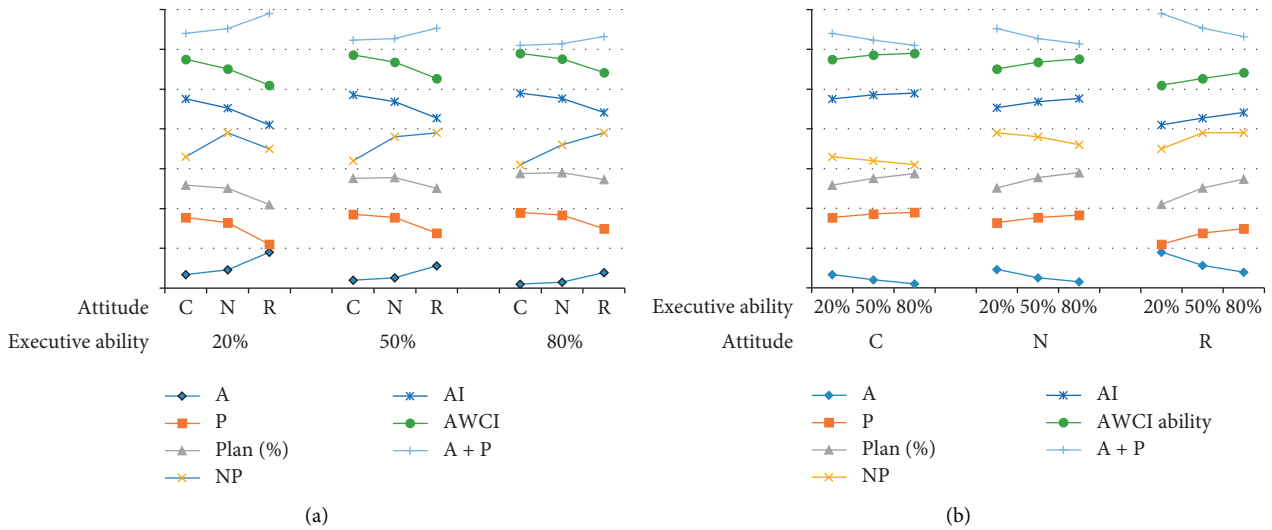 Attitude C N R C N R C N R
Executive ability 20% 50% 80%
A
P
Plan (%)
NP
AI
AWCI
A + P
(a)
Executive ability 20% 50% 80% 20% 50% 80% 20% 50% 80%
Attitude C N R
A
P
Plan (%)
NP
AI
AWCI ability
A + P
(b)